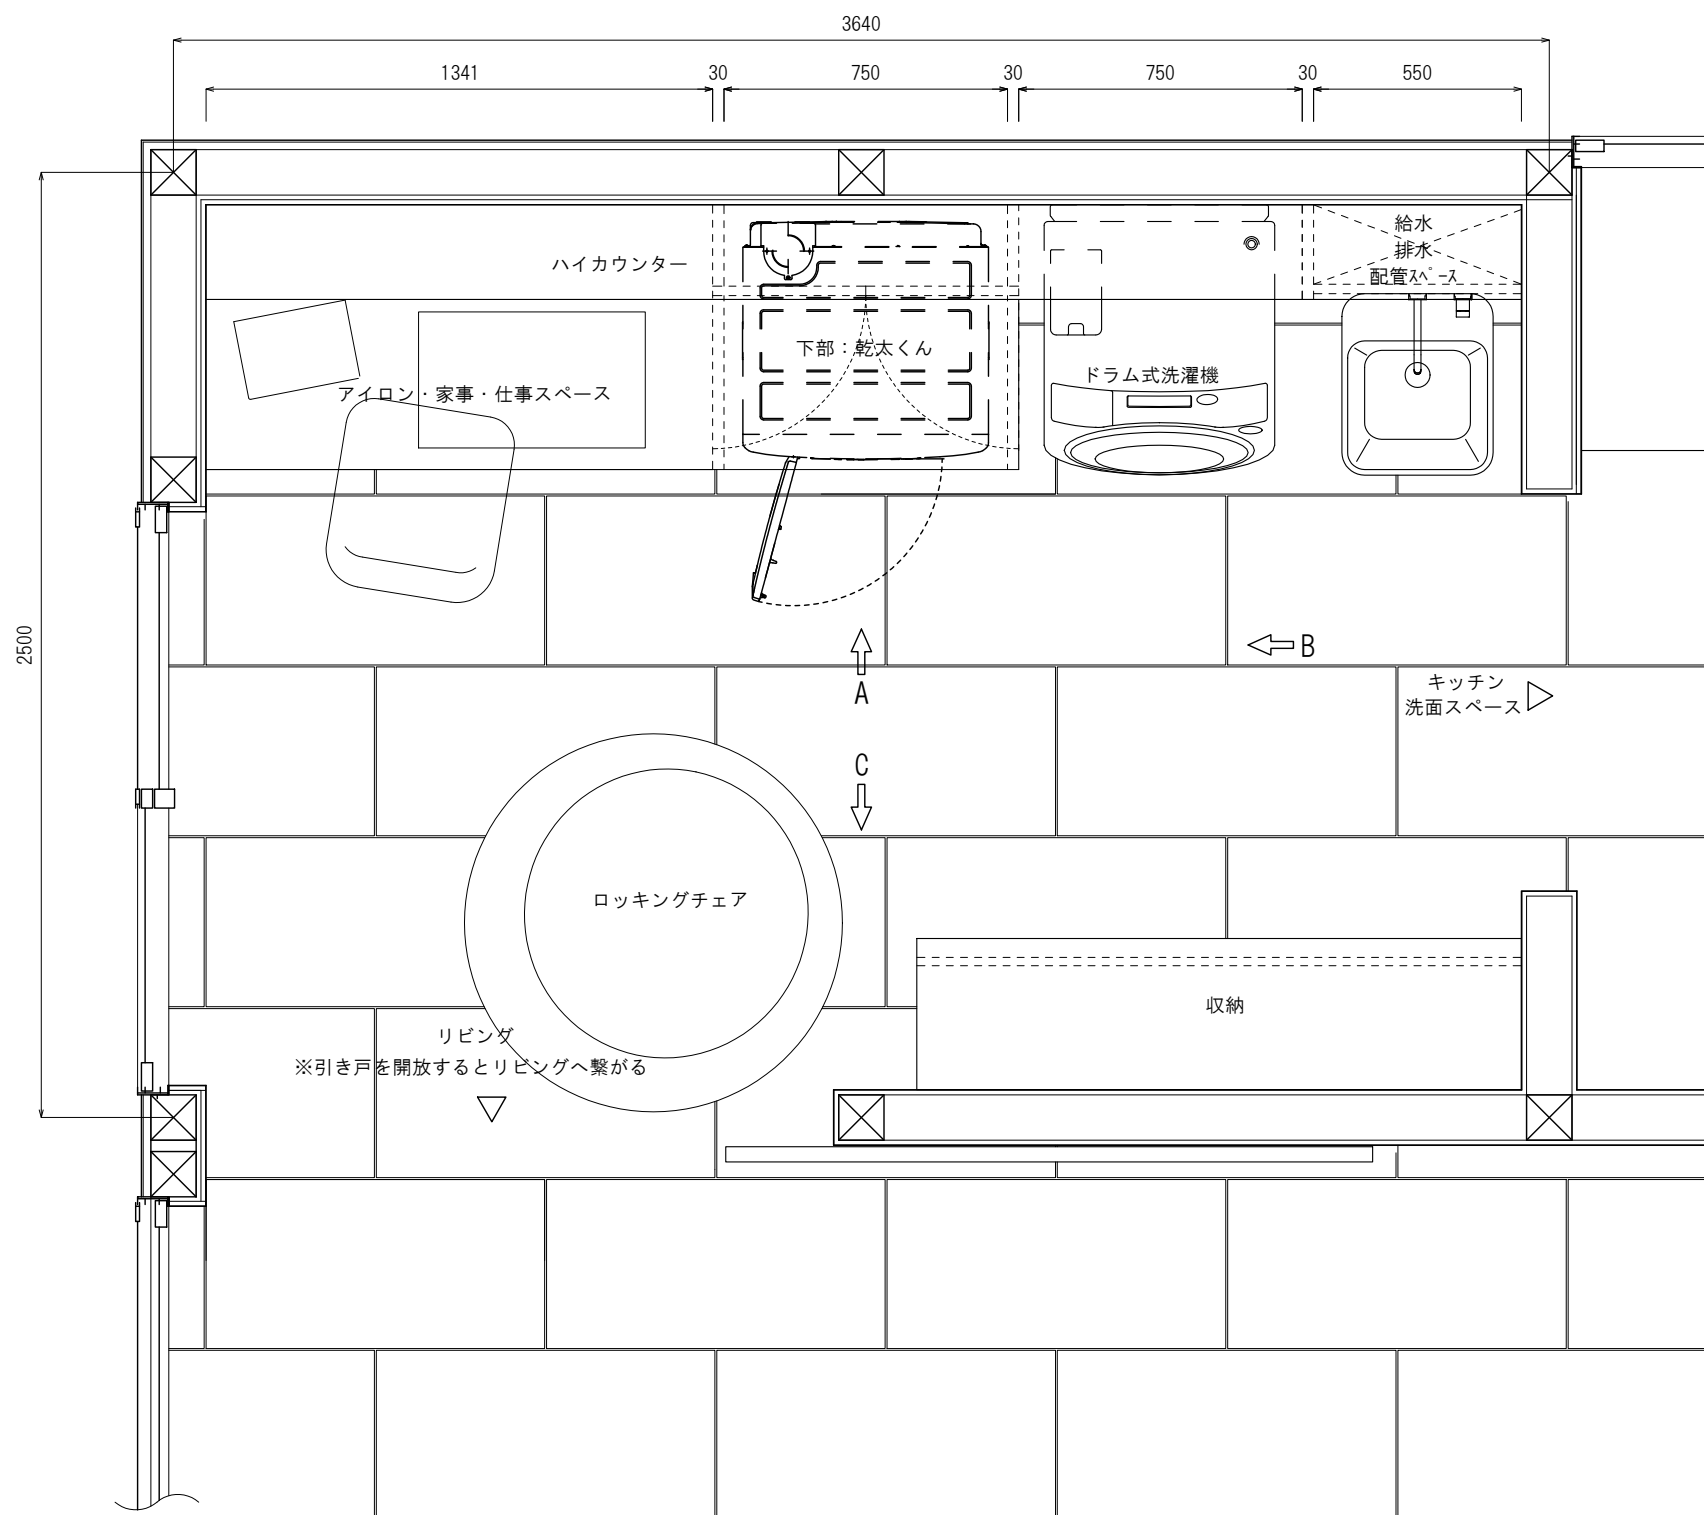 3640
1341
30
750
30
750
30
550
2500
給水
排水
配管ｽﾍﾟｰｽ
ハイカウンター
下部：乾太くん
ドラム式洗濯機
アイロン・家事・仕事スペース
B
A
キッチン
洗面スペース
C
ロッキングチェア
収納
リビング
※引き戸を開放するとリビングへ繋がる